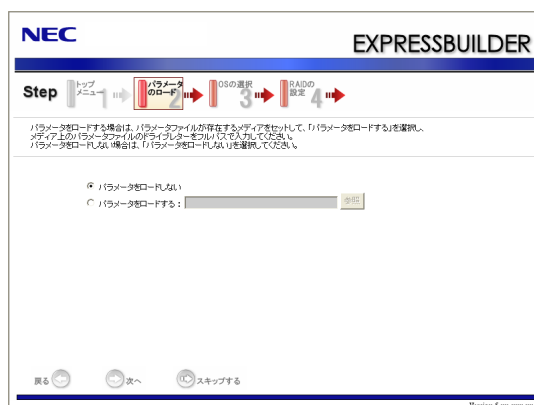 NEC
EXPRESSBUILDER
Step
トップ
メニュー
1
パラメータ
のロード
2
OSの選択
3
RAIDの
設定
4
パラメータをロードする場合は、パラメータファイルが存在するメディアをセットして、「パラメータをロードする」を選択し、
メディア上のパラメータファイルのドライブレターをフルパスで入力してください。
パラメータをロードしない場合は、「パラメータをロードしない」を選択してください。
パラメータをロードしない
パラメータをロードする：
参照
戻る
次へ
スキップする